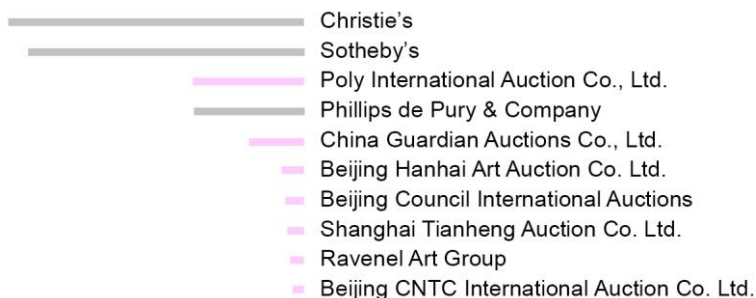 Christie's
Sotheby's
Poly International Auction Co., Ltd.
Phillips de Pury & Company
China Guardian Auctions Co., Ltd.
Beijing Hanhai Art Auction Co. Ltd.
Beijing Council International Auctions
Shanghai Tianheng Auction Co. Ltd.
Ravenel Art Group
Beijing CNTC International Auction Co. Ltd.